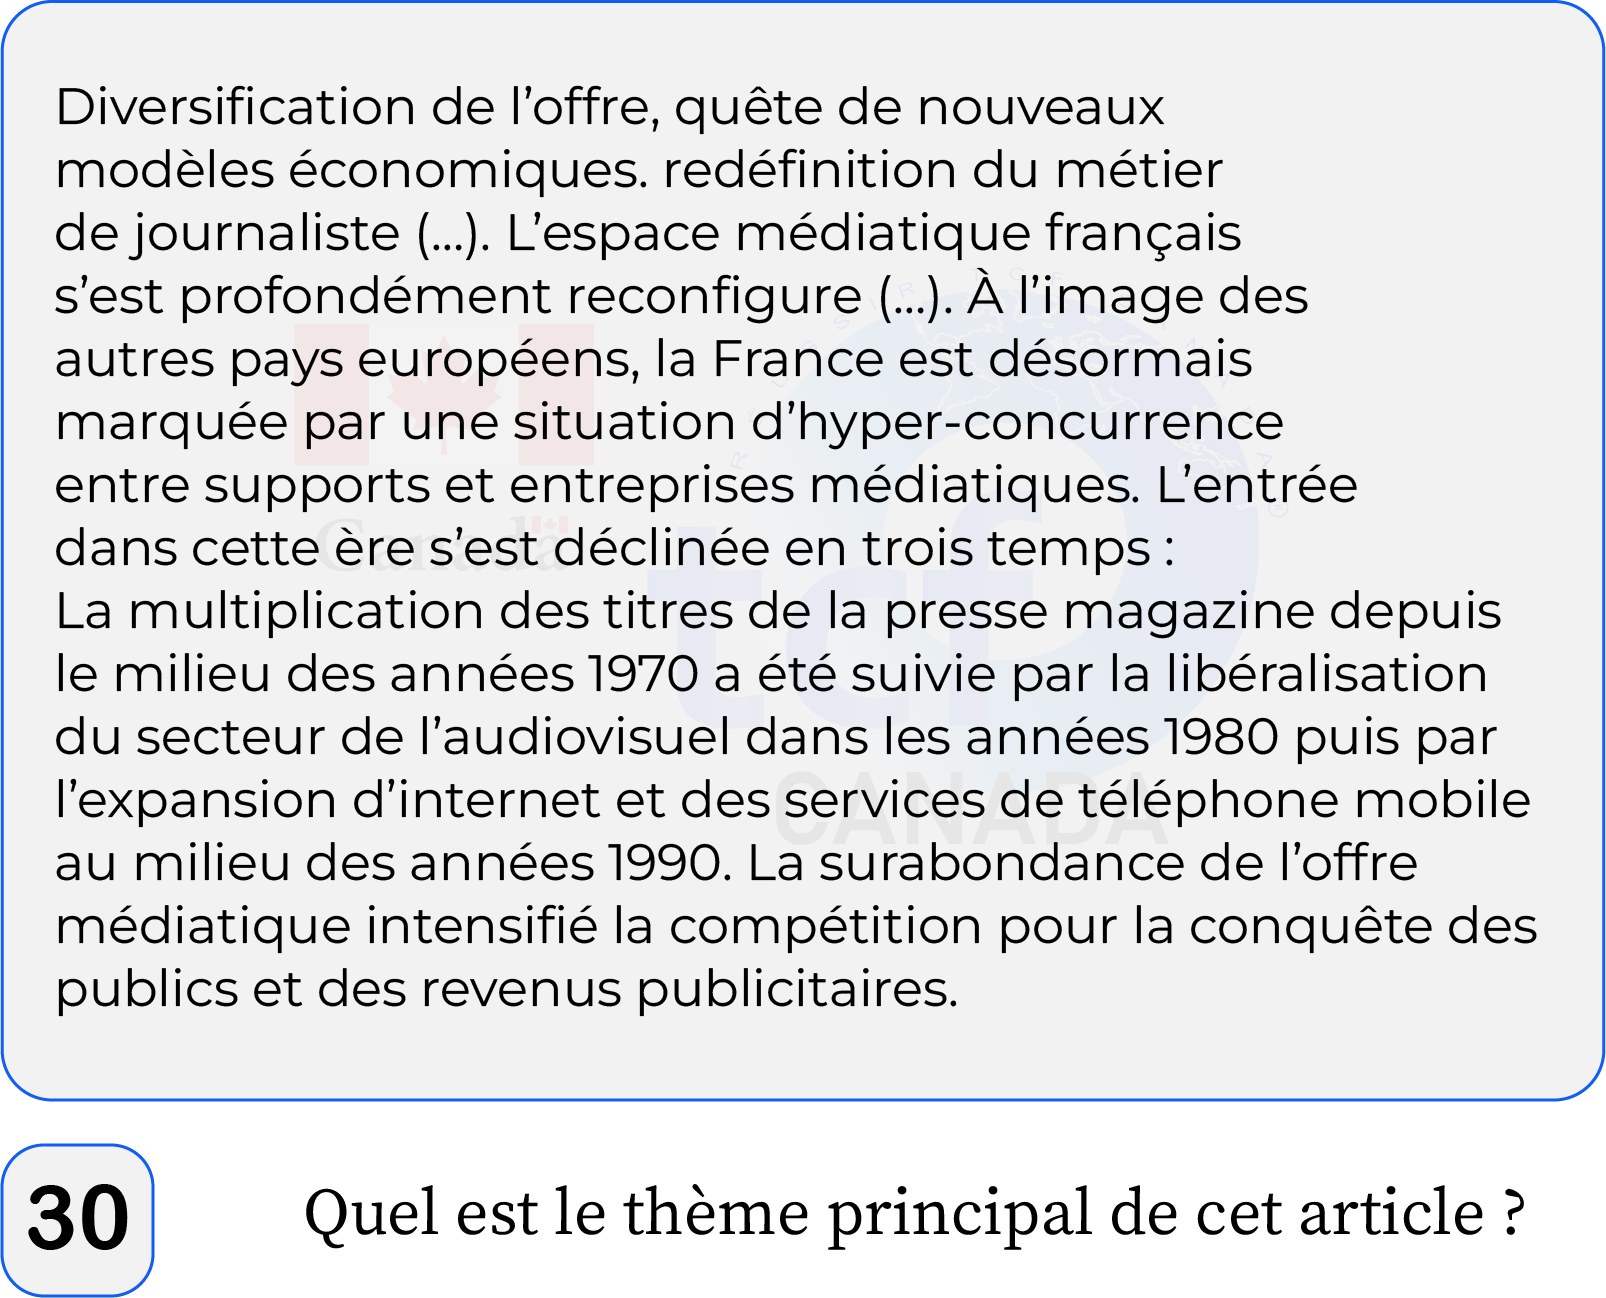 Diversification de l’offre, quête de nouveaux
modèles économiques. redéfinition du métier
de journaliste (...). L’espace médiatique français
s’est profondément reconfigure (...). À l’image des
autres pays européens, la France est désormais
marquée par une situation d’hyper-concurrence
entre supports et entreprises médiatiques. L’entrée
dans cette ère s’est déclinée en trois temps :
La multiplication des titres de la presse magazine depuis
le milieu des années 1970 a été suivie par la libéralisation
du secteur de l’audiovisuel dans les années 1980 puis par
l’expansion d’internet et des services de téléphone mobile
au milieu des années 1990. La surabondance de l’offre
médiatique intensifié la compétition pour la conquête des
publics et des revenus publicitaires.
Canada
tcf
CANADA
30 Quel est le thème principal de cet article ?